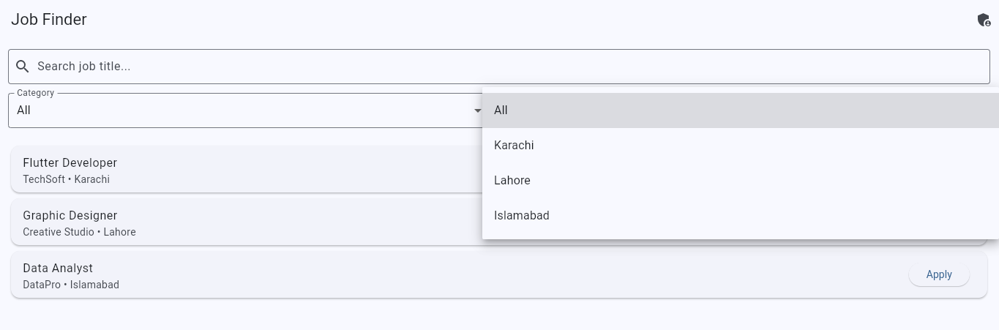 Job Finder
Search job title...
Category
All
All
Karachi
Lahore
Islamabad
Flutter Developer
TechSoft • Karachi
Graphic Designer
Creative Studio • Lahore
Data Analyst
DataPro • Islamabad
Apply